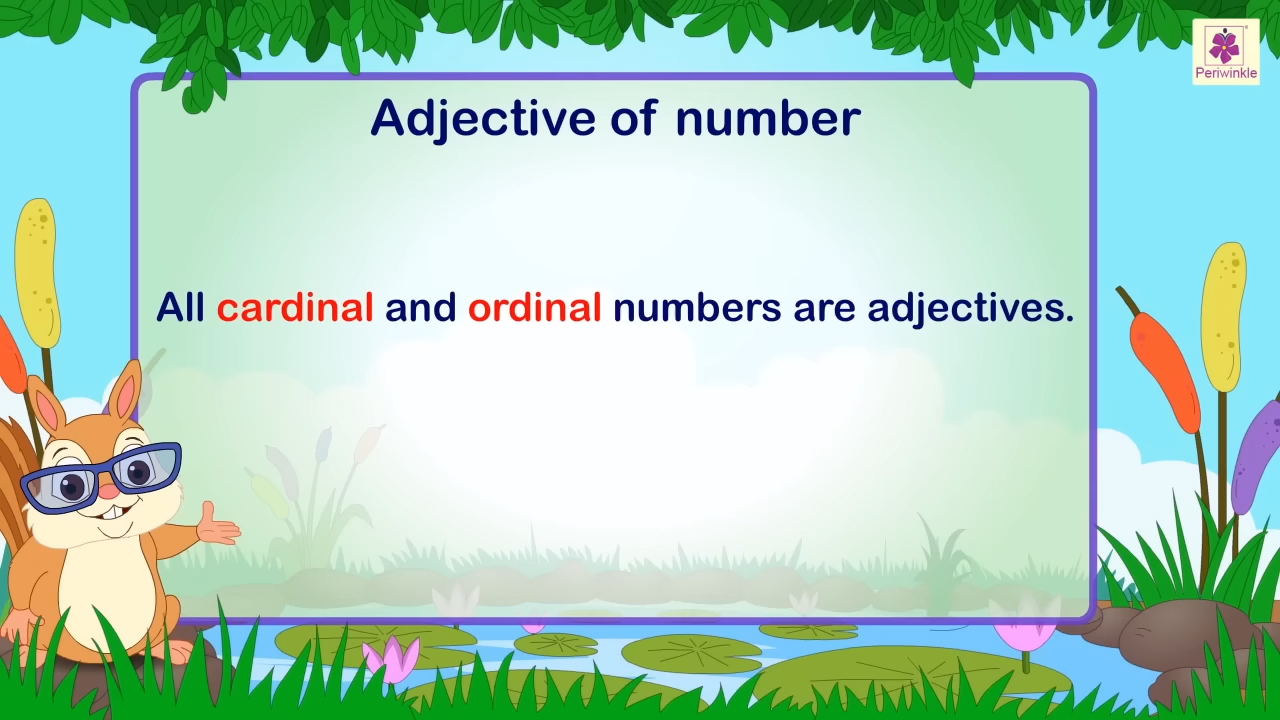 Periwinkle
Adjective of number
All cardinal and ordinal numbers are adjectives.